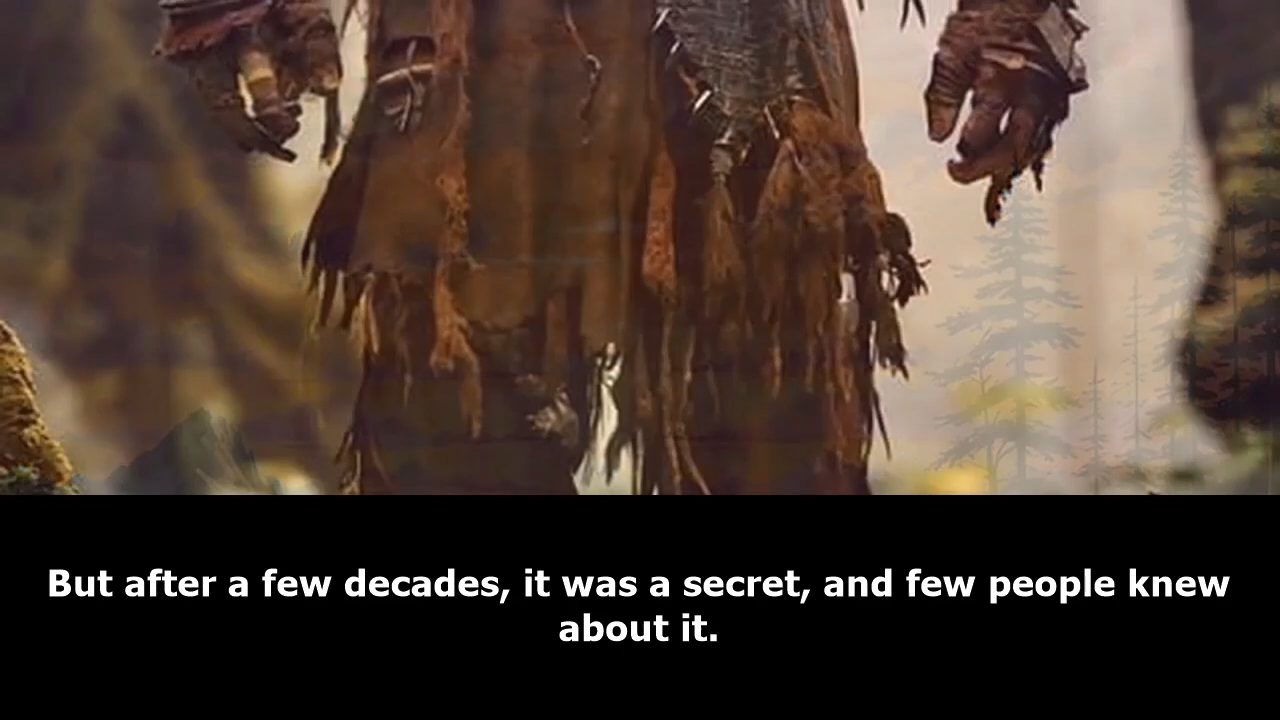 But after a few decades, it was a secret, and few people knew
about it.